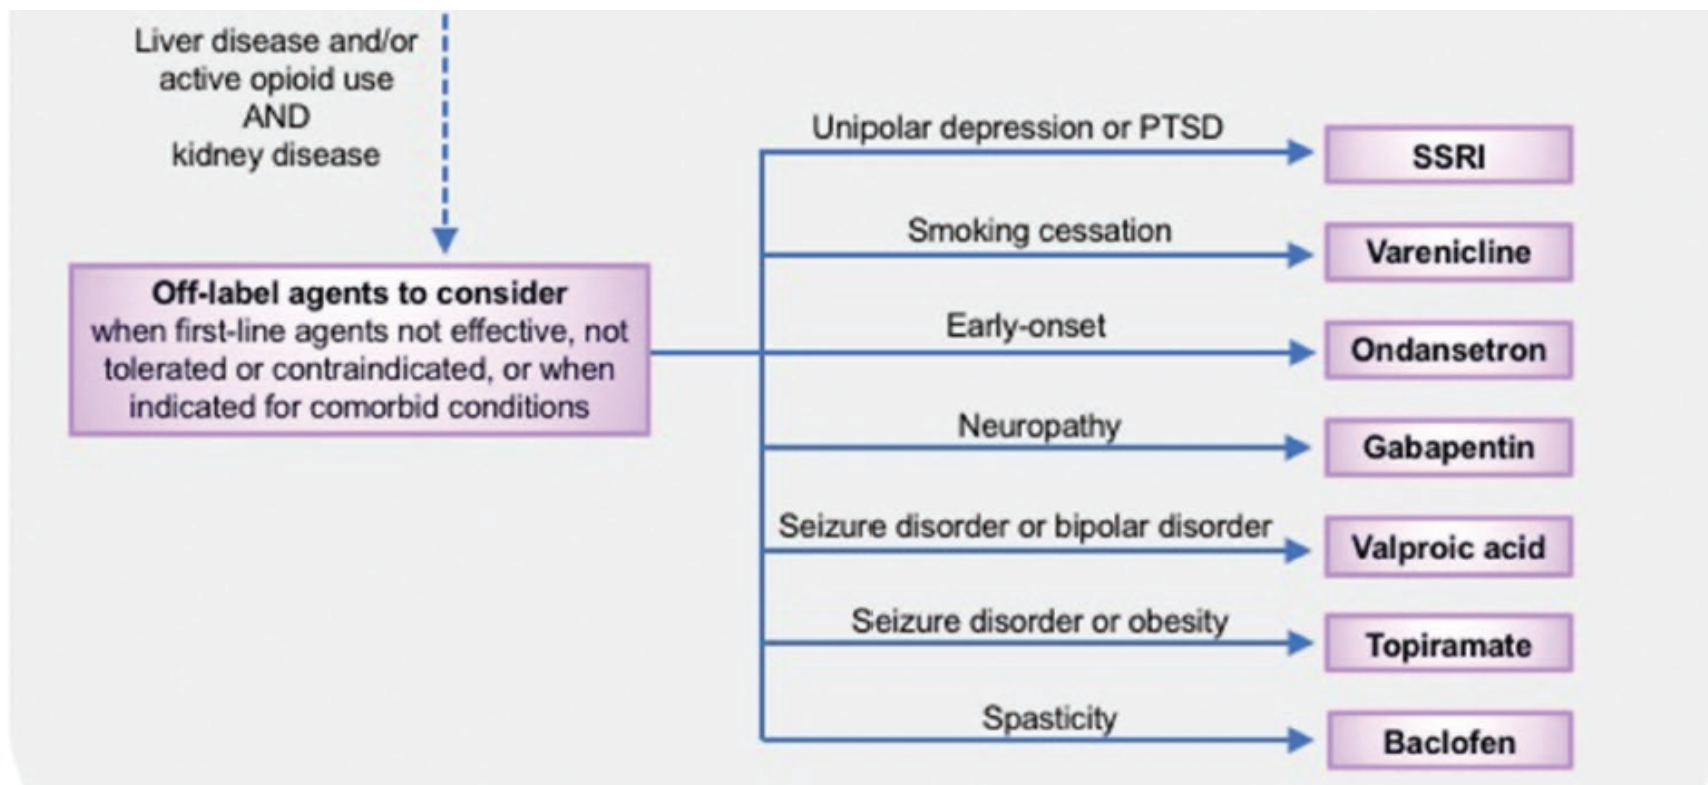 Liver disease and/or
active opioid use
AND
kidney disease
Off-label agents to consider
when first-line agents not effective, not
tolerated or contraindicated, or when
indicated for comorbid conditions
Unipolar depression or PTSD
SSRI
Smoking cessation
Varenicline
Early-onset
Ondansetron
Neuropathy
Gabapentin
Seizure disorder or bipolar disorder
Valproic acid
Seizure disorder or obesity
Topiramate
Spasticity
Baclofen